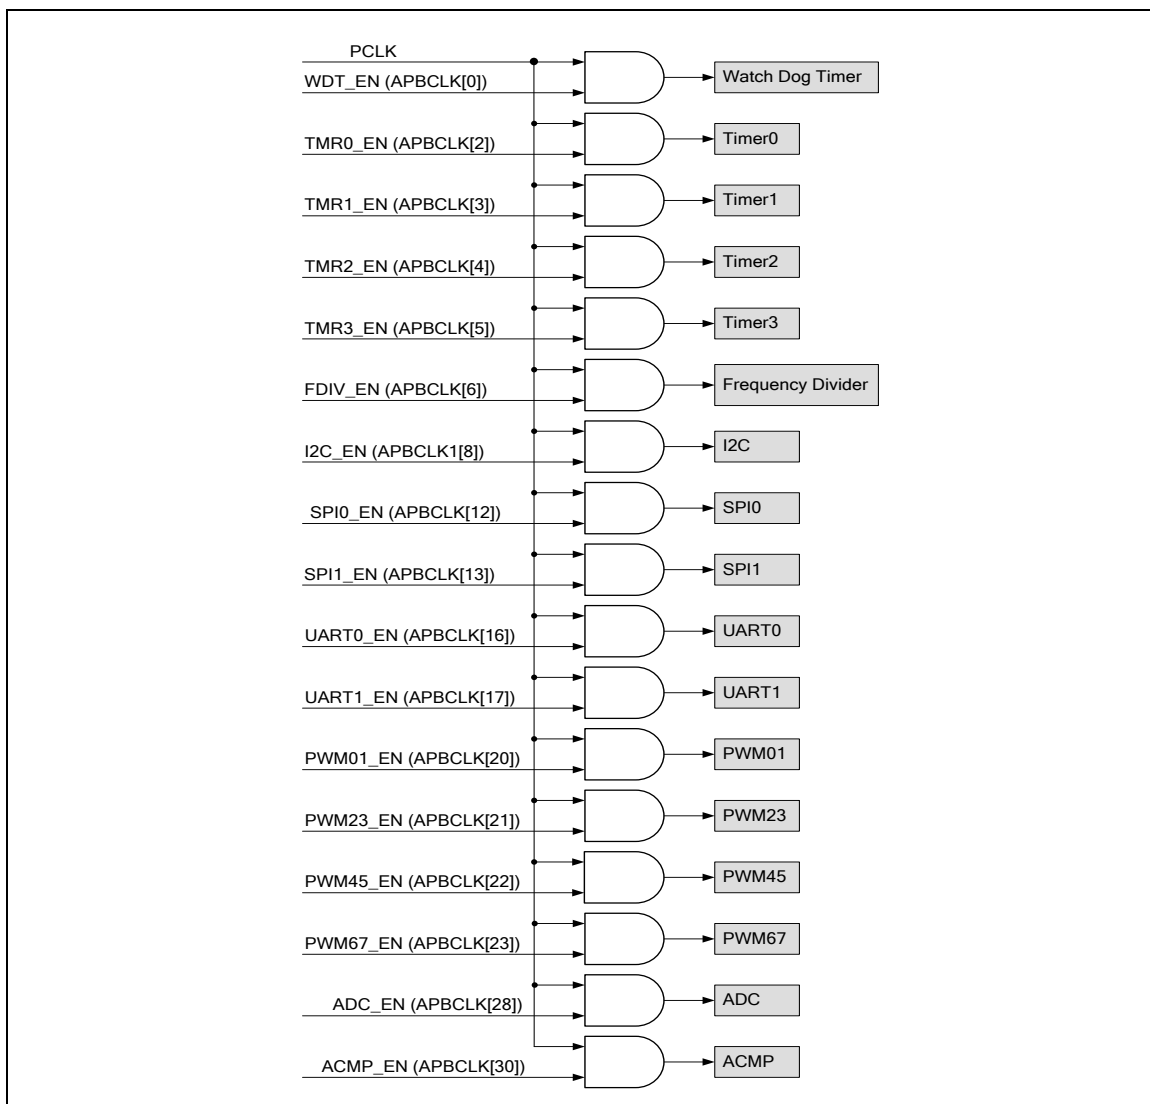 PCLK
WDT_EN (APBCLK[0])
Watch Dog Timer
TMR0_EN (APBCLK[2])
Timer0
TMR1_EN (APBCLK[3])
Timer1
TMR2_EN (APBCLK[4])
Timer2
TMR3_EN (APBCLK[5])
Timer3
FDIV_EN (APBCLK[6])
Frequency Divider
I2C_EN (APBCLK1[8])
I2C
SPI0_EN (APBCLK[12])
SPI0
SPI1_EN (APBCLK[13])
SPI1
UART0_EN (APBCLK[16])
UART0
UART1_EN (APBCLK[17])
UART1
PWM01_EN (APBCLK[20])
PWM01
PWM23_EN (APBCLK[21])
PWM23
PWM45_EN (APBCLK[22])
PWM45
PWM67_EN (APBCLK[23])
PWM67
ADC_EN (APBCLK[28])
ADC
ACMP_EN (APBCLK[30])
ACMP